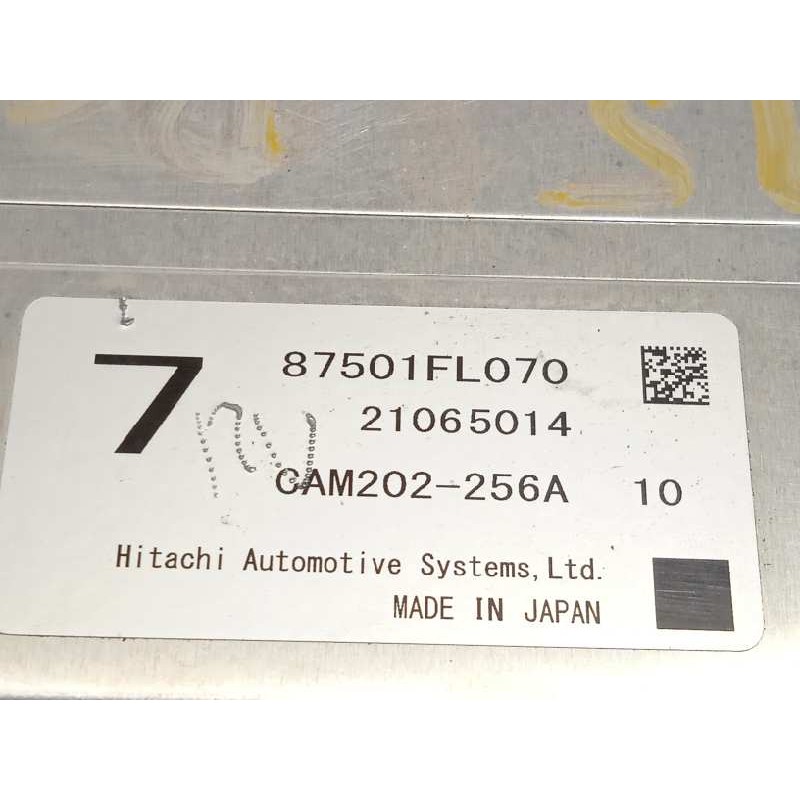 7
87501FL070
21065014
CAM202-256A 10
Hitachi Automotive Systems, Ltd.
MADE IN JAPAN